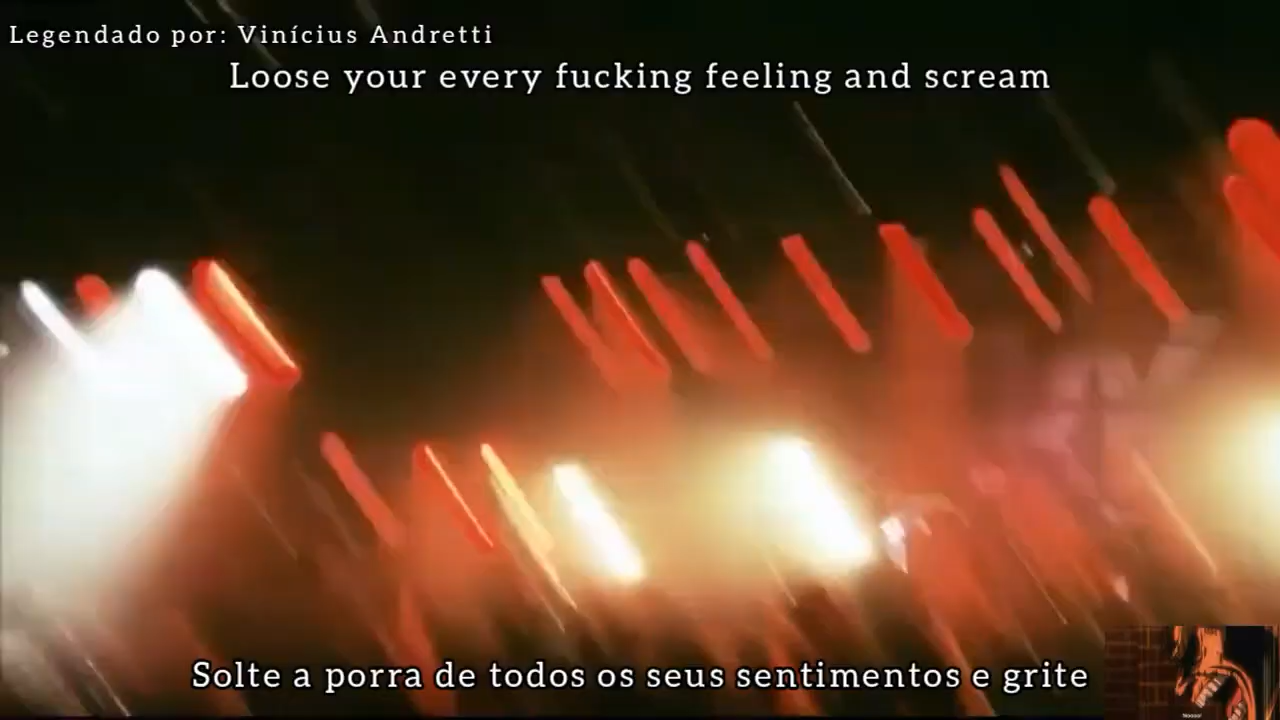 Legendado por: Vinícius Andretti
Loose your every fucking feeling and scream
Solte a porra de todos os seus sentimentos e grite